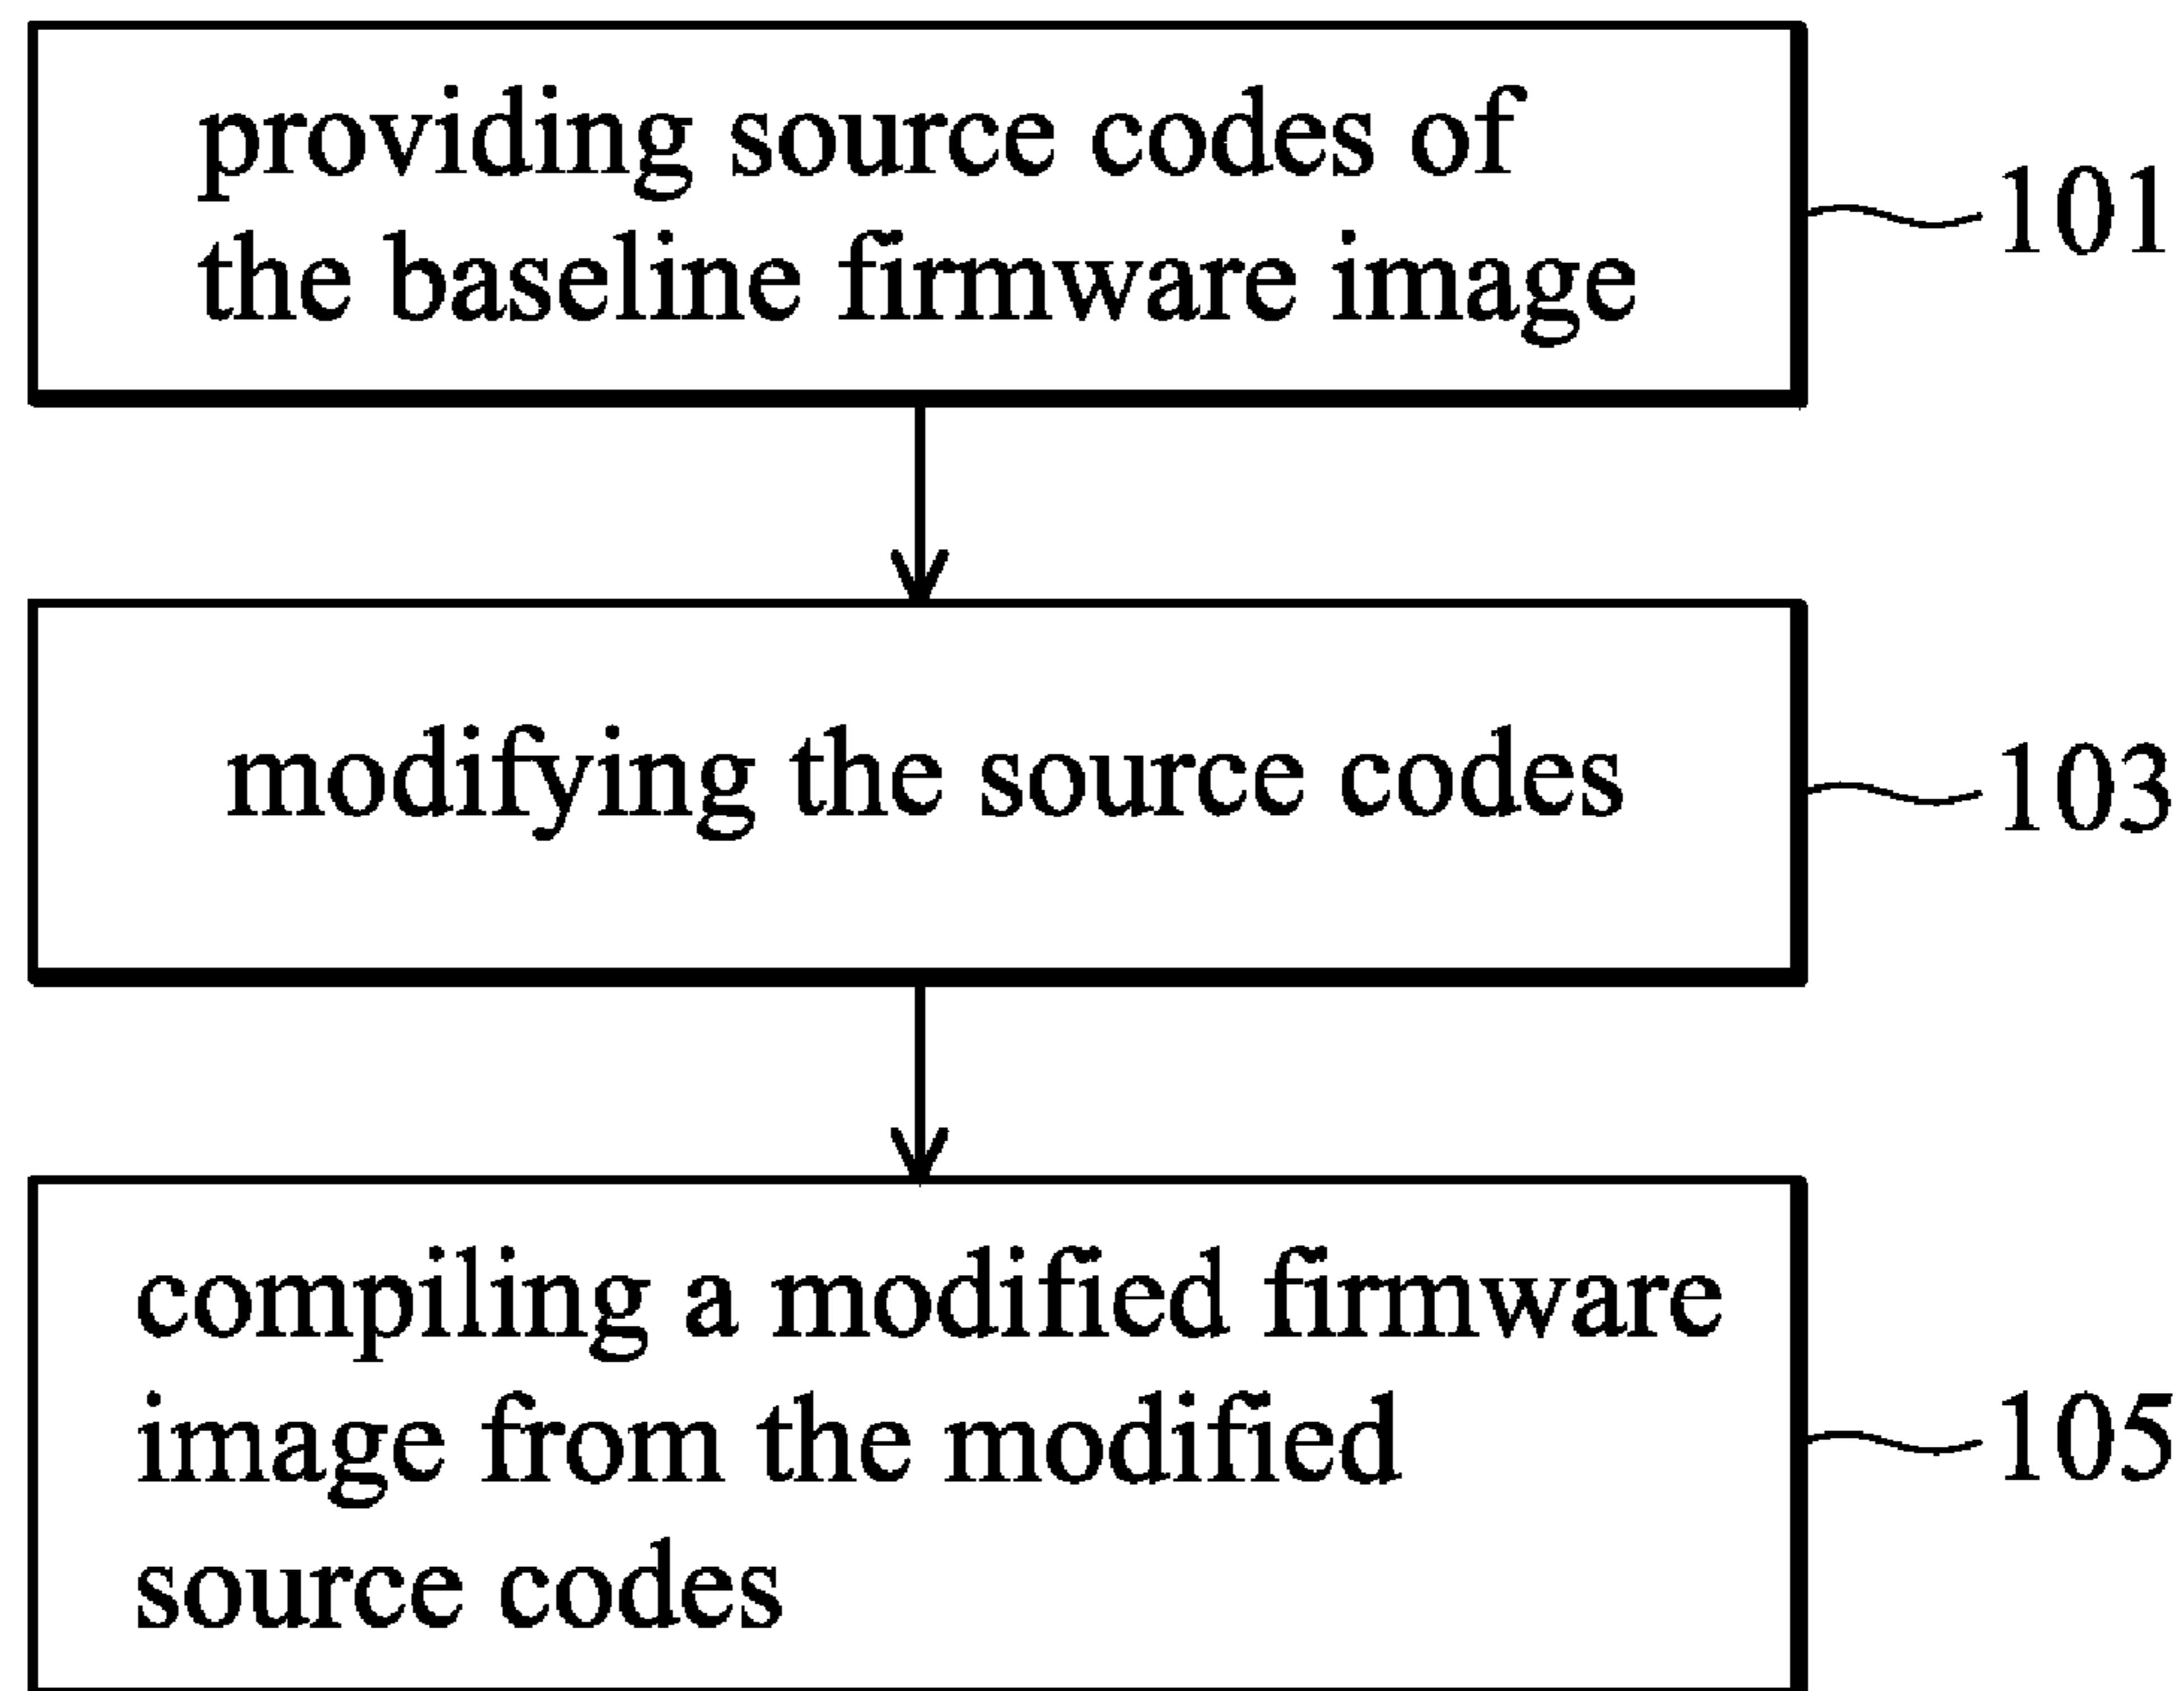 providing source codes of
the baseline firmware image
101
modifying the source codes
103
compiling a modified firmware
image from the modified
source codes
105